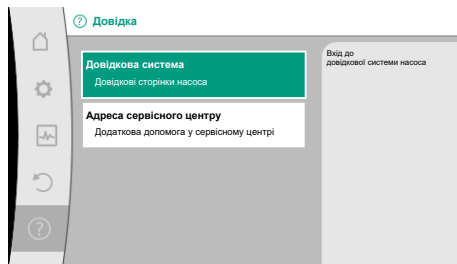 Довідка
Довідкова система
Довідкові сторінки насоса
Адреса сервісного центру
Додаткова допомога у сервісному центрі
Вхід до
довідкової системи насоса